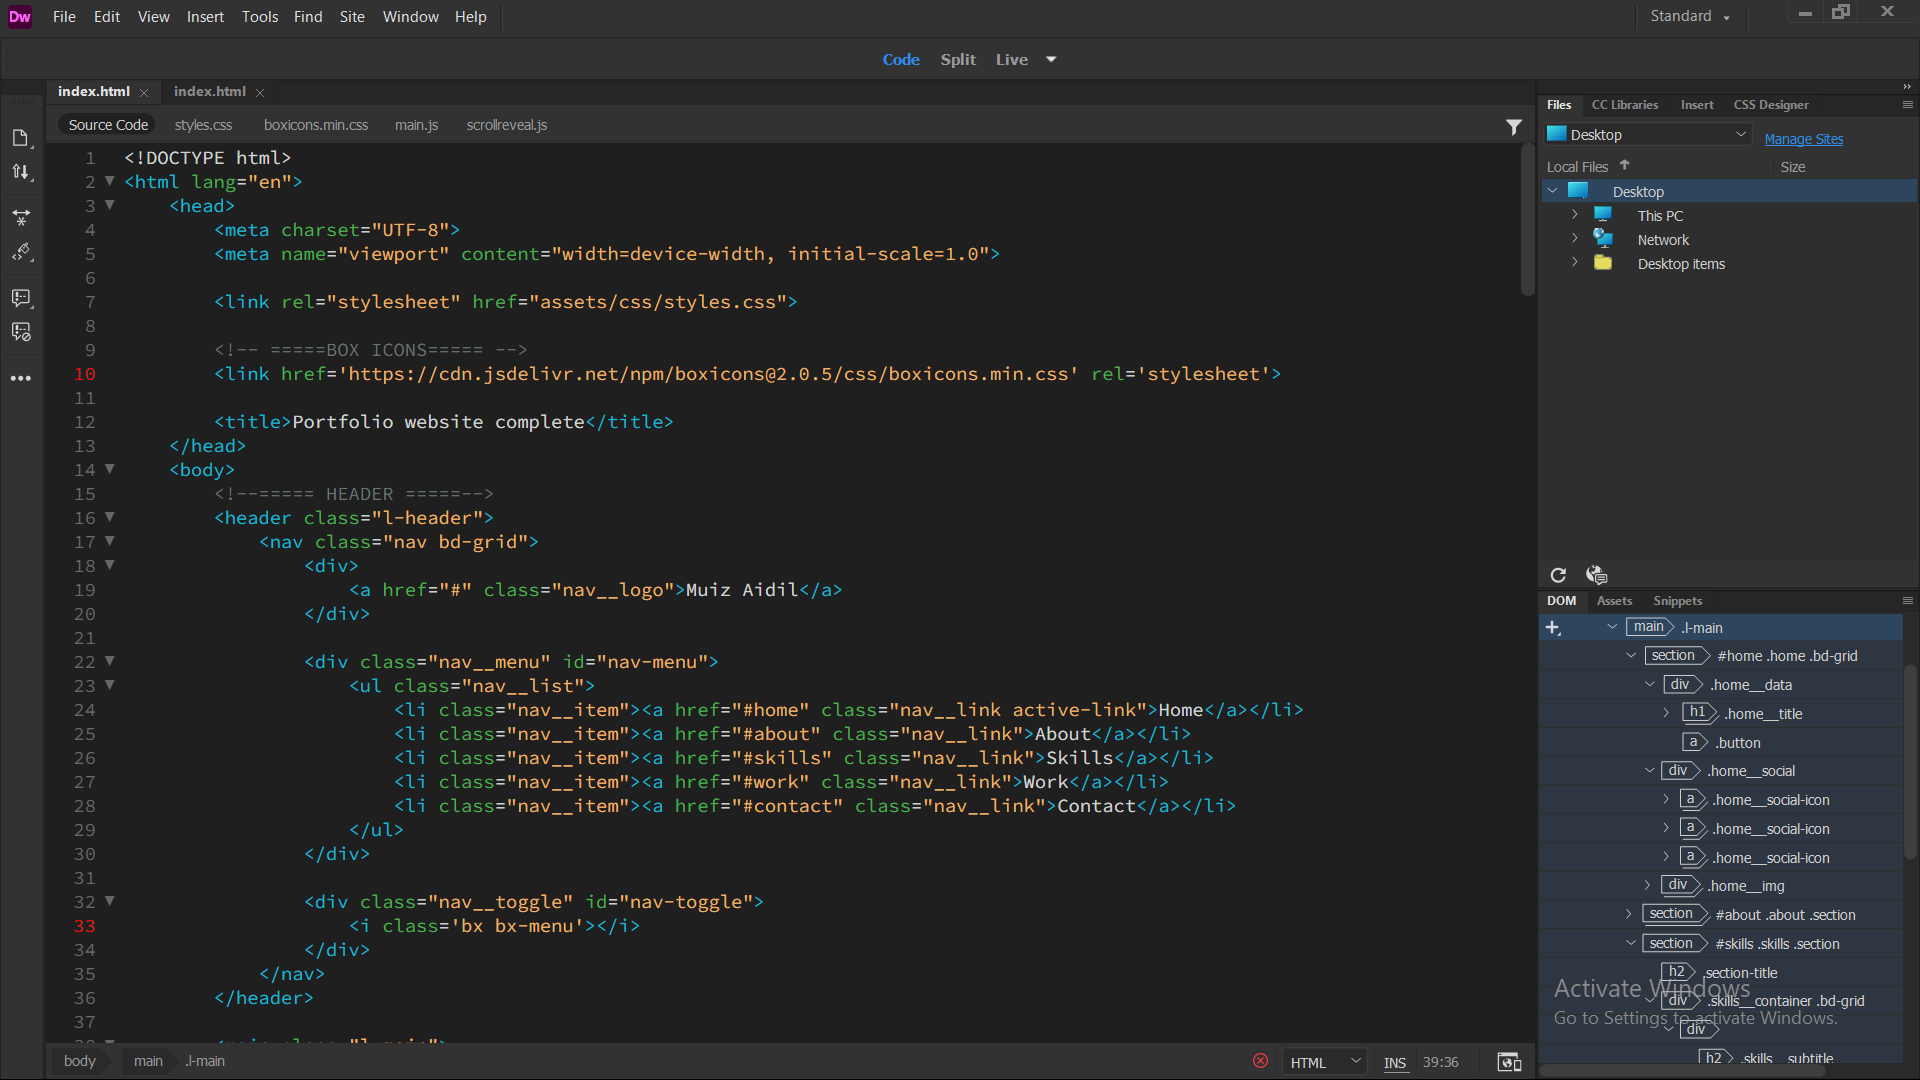 Dw File Edit View Insert Tools Find Site Window Help Standard
Code Split Live
index.html index.html
Source Code styles.css boxicons.min.css main.js scrollreveal.js
1 <!DOCTYPE html>
2 <html lang="en">
3 <head>
4 <meta charset="UTF-8">
5 <meta name="viewport" content="width=device-width, initial-scale=1.0">
6
7 <link rel="stylesheet" href="assets/css/styles.css">
8
9 <!-- =====BOX ICONS===== -->
10 <link href='https://cdn.jsdelivr.net/npm/boxicons@2.0.5/css/boxicons.min.css' rel='stylesheet'>
11
12 <title>Portfolio website complete</title>
13 </head>
14 <body>
15 <!--===== HEADER =====-->
16 <header class="l-header">
17 <nav class="nav bd-grid">
18 <div>
19 <a href="#" class="nav__logo">Muiz Aidil</a>
20 </div>
21
22 <div class="nav__menu" id="nav-menu">
23 <ul class="nav__list">
24 <li class="nav__item"><a href="#home" class="nav__link active-link">Home</a></li>
25 <li class="nav__item"><a href="#about" class="nav__link">About</a></li>
26 <li class="nav__item"><a href="#skills" class="nav__link">Skills</a></li>
27 <li class="nav__item"><a href="#work" class="nav__link">Work</a></li>
28 <li class="nav__item"><a href="#contact" class="nav__link">Contact</a></li>
29 </ul>
30 </div>
31
32 <div class="nav__toggle" id="nav-toggle">
33 <i class='bx bx-menu'></i>
34 </div>
35 </nav>
36 </header>
37
38 <main class="l-main">
body main .l-main HTML INS 39:36
Files CC Libraries Insert CSS Designer
Desktop Manage Sites
Local Files Size
Desktop
This PC
Network
Desktop items
DOM Assets Snippets
main .l-main
section #home .home .bd-grid
div .home__data
h1 .home__title
a .button
div .home__social
a .home__social-icon
a .home__social-icon
a .home__social-icon
div .home__img
section #about .about .section
section #skills .skills .section
h2 .section-title
div .skills__container .bd-grid
div
h2 .skills__subtitle
Activate Windows
Go to Settings to activate Windows.